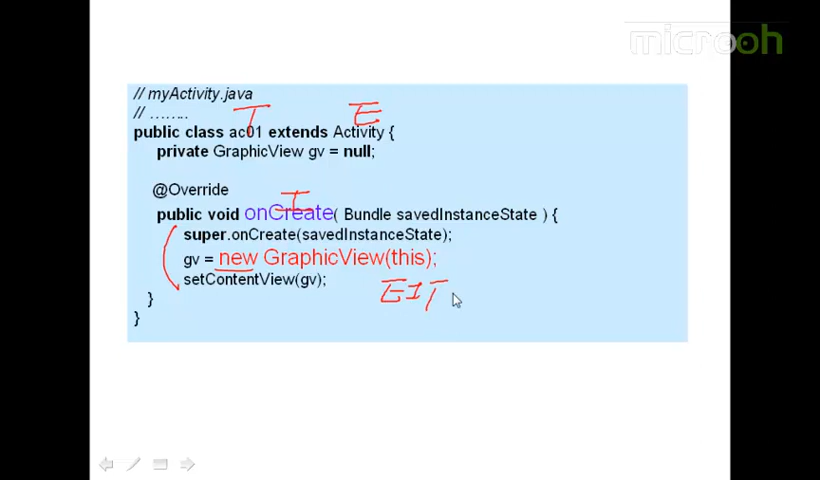 microoh
// myActivity.java
// ........
T E
public class ac01 extends Activity {
private GraphicView gv = null;
@Override
I
public void onCreate( Bundle savedInstanceState ) {
super.onCreate(savedInstanceState);
gv = new GraphicView(this);
setContentView(gv);
EIT
}
}